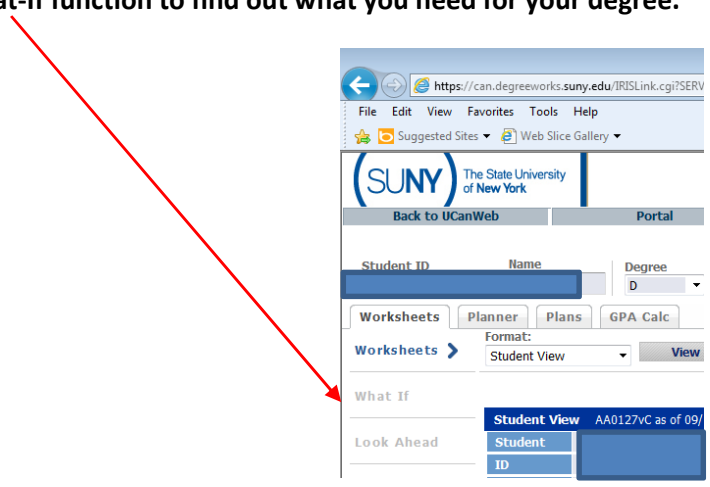 at-if function to find out what you need for your degree.
https://can.degreeworks.suny.edu/IRISLink.cgi?SERV
File Edit View Favorites Tools Help
Suggested Sites Web Slice Gallery
SUNY The State University
of New York
Back to UCanWeb Portal
Student ID Name Degree
D
Worksheets Planner Plans GPA Calc
Format:
Worksheets Student View View
What If
Student View AA0127vC as of 09/
Look Ahead Student
ID